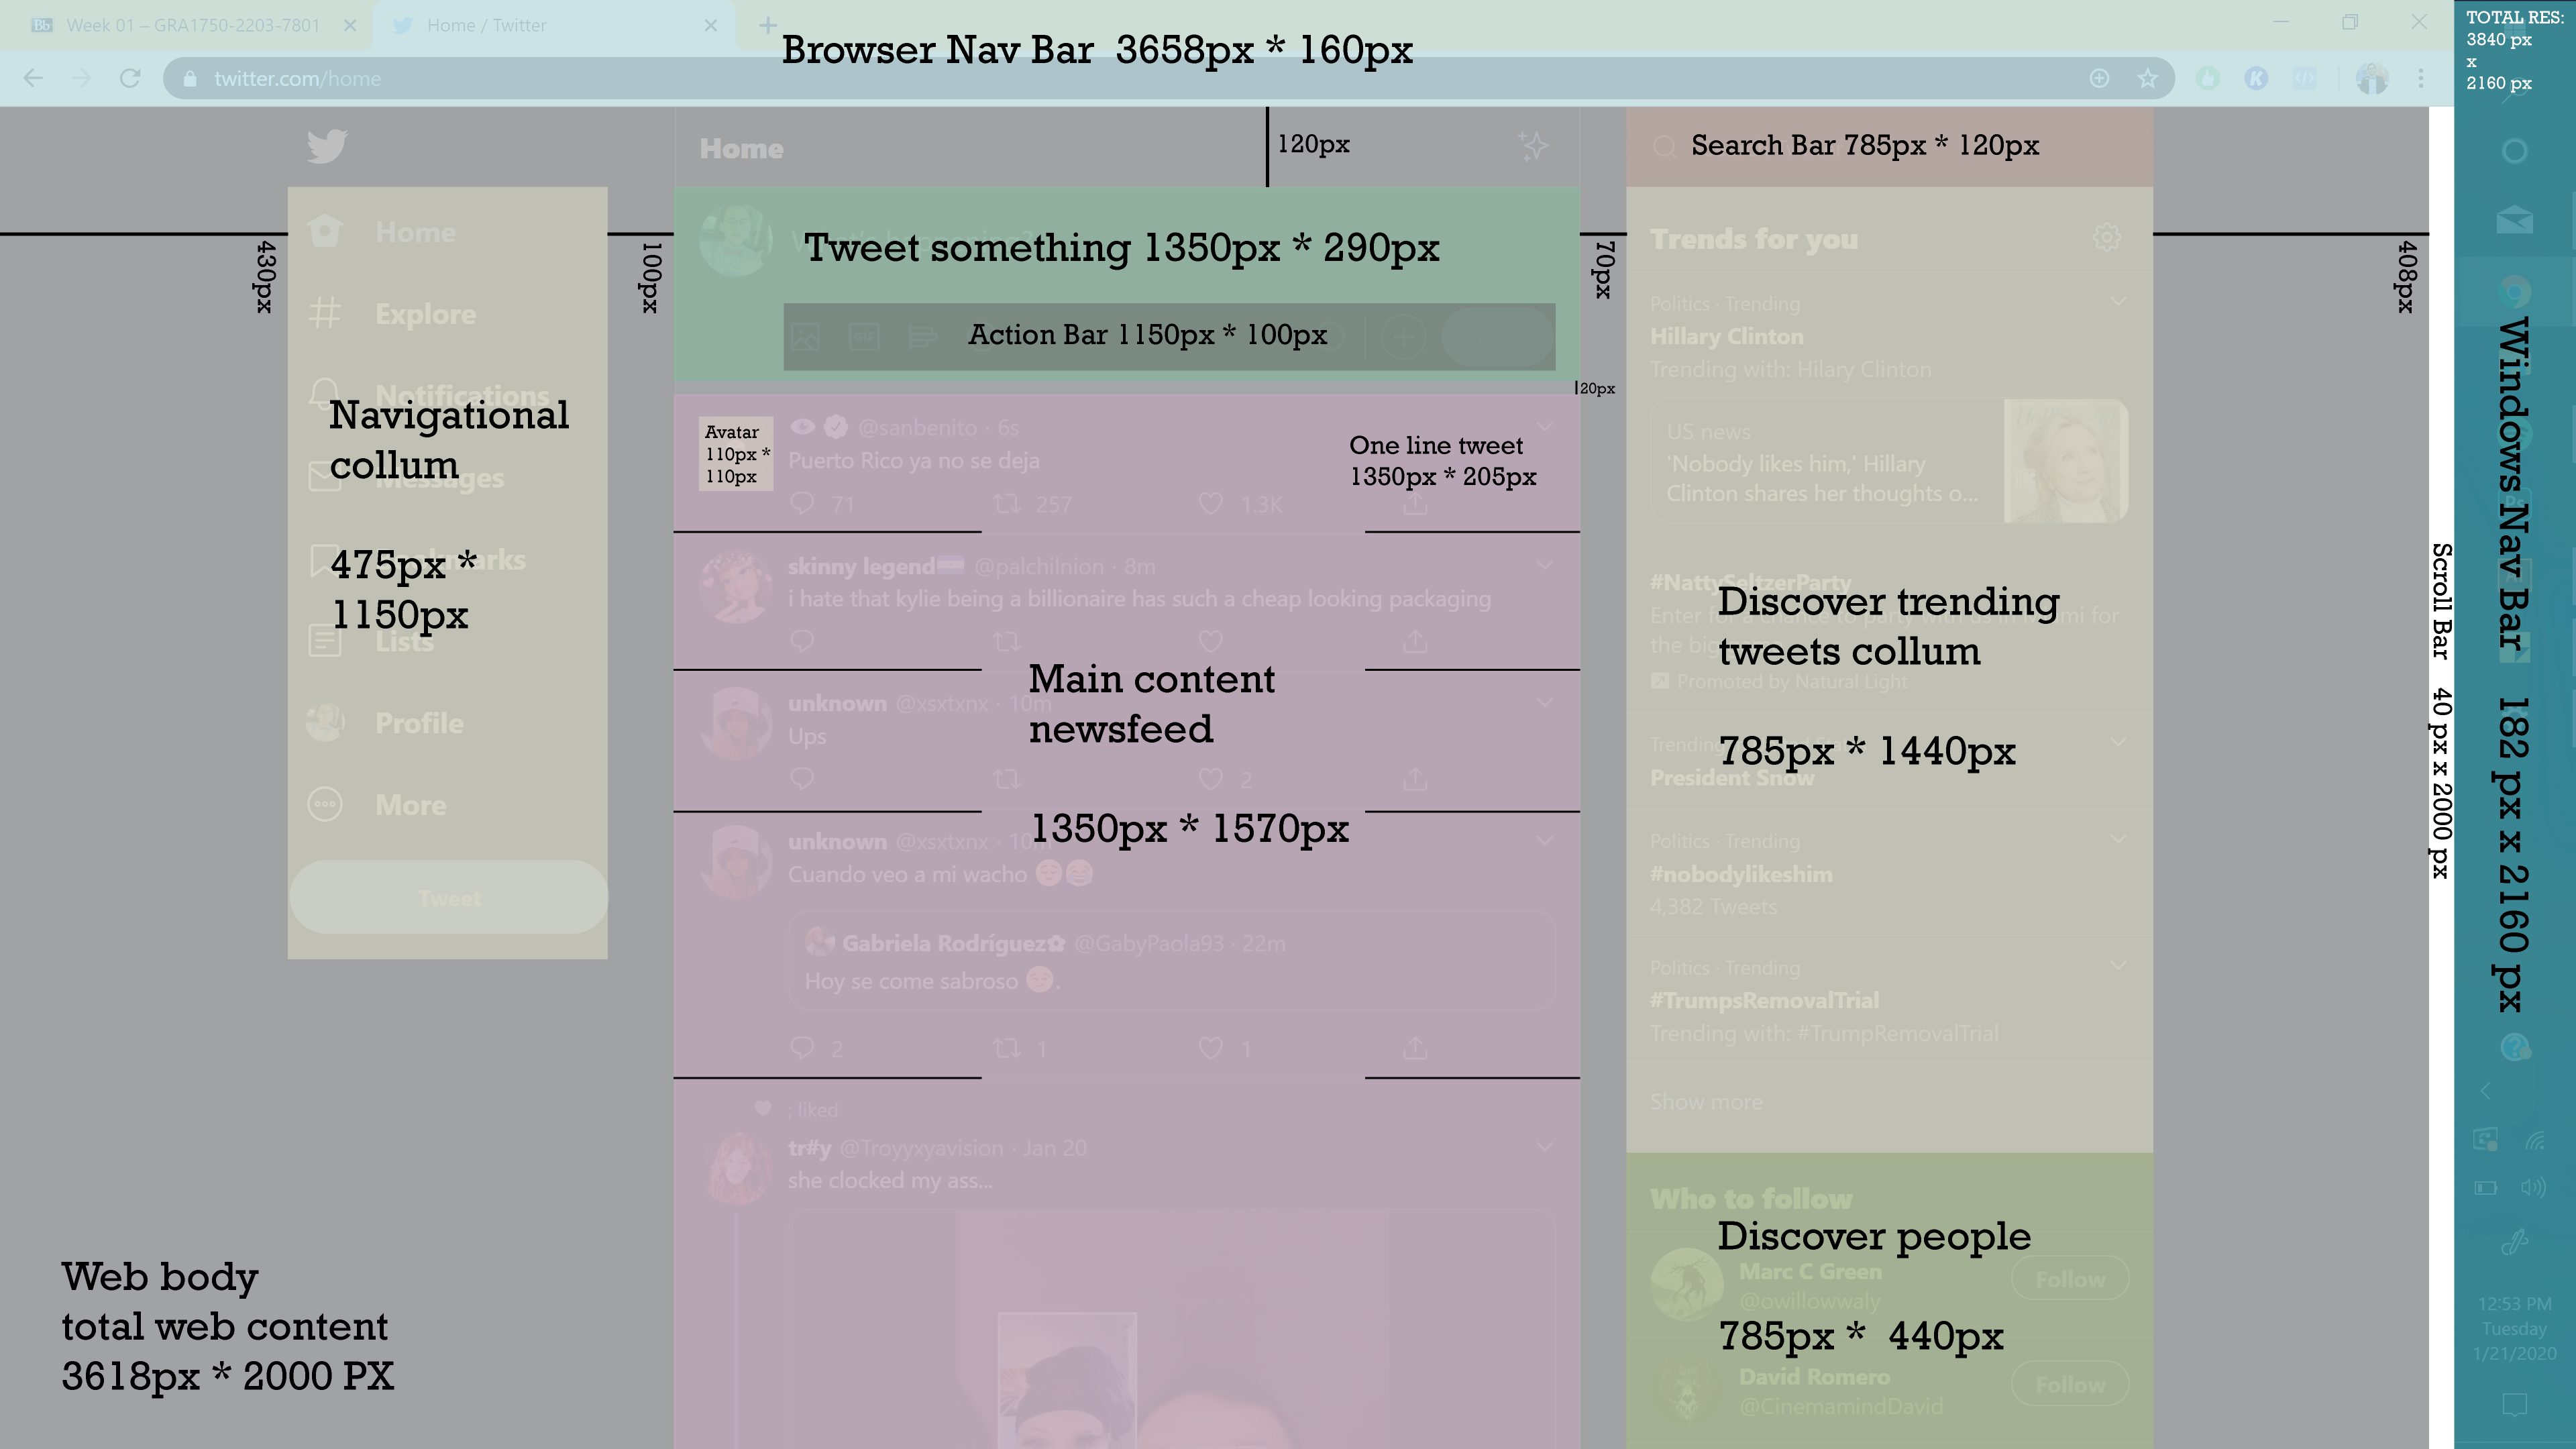 Week 01 – GRA1750-2203-7801
Home / Twitter
Browser Nav Bar 3658px * 160px
twitter.com/home
TOTAL RES:
3840 px
x
2160 px
Home
120px
Search Bar 785px * 120px
430px
100px
70px
408px
Home
Explore
Notifications
Navigational
collum
Messages
475px *
1150px
Lists
Profile
More
Tweet
Tweet something 1350px * 290px
Action Bar 1150px * 100px
20px
Avatar
110px *
110px
@sanbenito · 6s
Puerto Rico ya no se deja
71 257 1.3K
One line tweet
1350px * 205px
skinny legend @palchilnion · 8m
i hate that kylie being a billionaire has such a cheap looking packaging
unknown @xsxtxnx · 10m
Ups
2
Main content
newsfeed
1350px * 1570px
unknown @xsxtxnx · 10m
Cuando veo a mi wacho 😌😌
Gabriela Rodríguez✿ @GabyPaola93 · 22m
Hoy se come sabroso 😌.
2 1 1
; liked
tr#y @Troyyxyavision · Jan 20
she clocked my ass...
Trends for you
Politics · Trending
Hillary Clinton
Trending with: Hilary Clinton
US news
'Nobody likes him,' Hillary
Clinton shares her thoughts o...
#NattySeltzerParty
Discover trending
tweets collum
the big
Promoted by Natural Light
785px * 1440px
Trending
President Snow
Politics · Trending
#nobodylikeshim
4,382 Tweets
Politics · Trending
#TrumpsRemovalTrial
Trending with: #TrumpRemovalTrial
Show more
Who to follow
Discover people
785px * 440px
Marc C Green
@owillowwaly
Follow
David Romero
@CinemamindDavid
Follow
Web body
total web content
3618px * 2000 PX
Scroll Bar 40 px x 2000 px
Windows Nav Bar 182 px x 2160 px
12:53 PM
Tuesday
1/21/2020